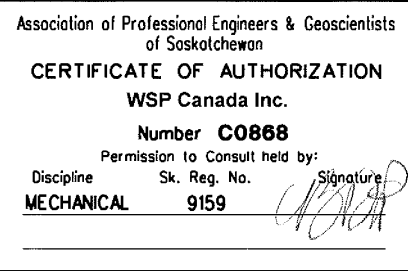 Association of Professional Engineers & Geoscientists
of Saskatchewan
CERTIFICATE OF AUTHORIZATION
WSP Canada Inc.
Number C0868
Permission to Consult held by:
Discipline Sk. Reg. No. Signature
MECHANICAL 9159